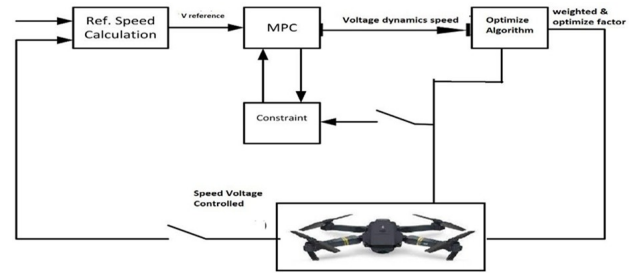 Ref. Speed
Calculation
V reference
MPC
Voltage dynamics speed
Optimize
Algorithm
weighted &
optimize factor
Constraint
Speed Voltage
Controlled
)